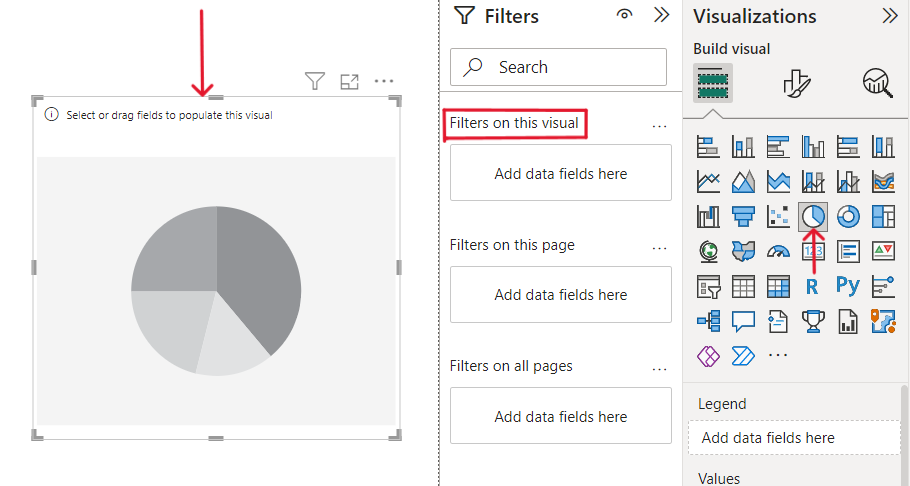 Select or drag fields to populate this visual
Filters
Search
Filters on this visual
Add data fields here
Filters on this page
Add data fields here
Filters on all pages
Add data fields here
Visualizations
Build visual
123
R
Py
Legend
Add data fields here
Values